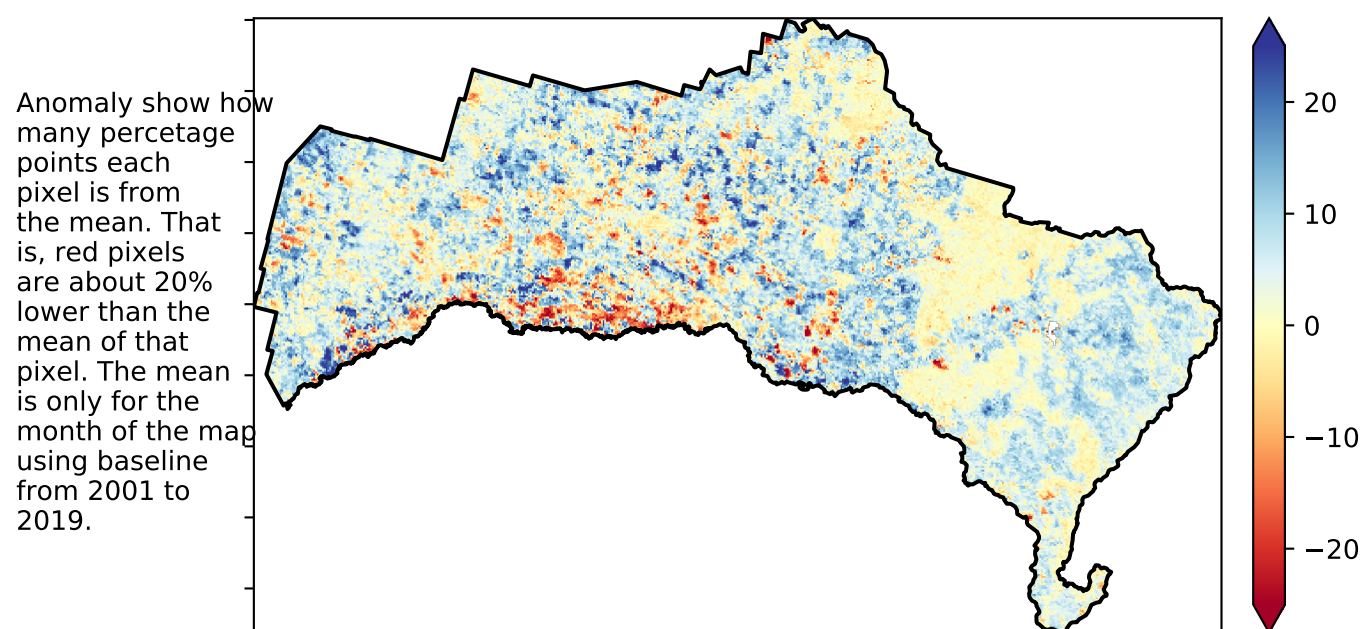 Anomaly show how
many percetage
points each
pixel is from
the mean. That
is, red pixels
are about 20%
lower than the
mean of that
pixel. The mean
is only for the
month of the map
using baseline
from 2001 to
2019.
20
10
0
−10
−20